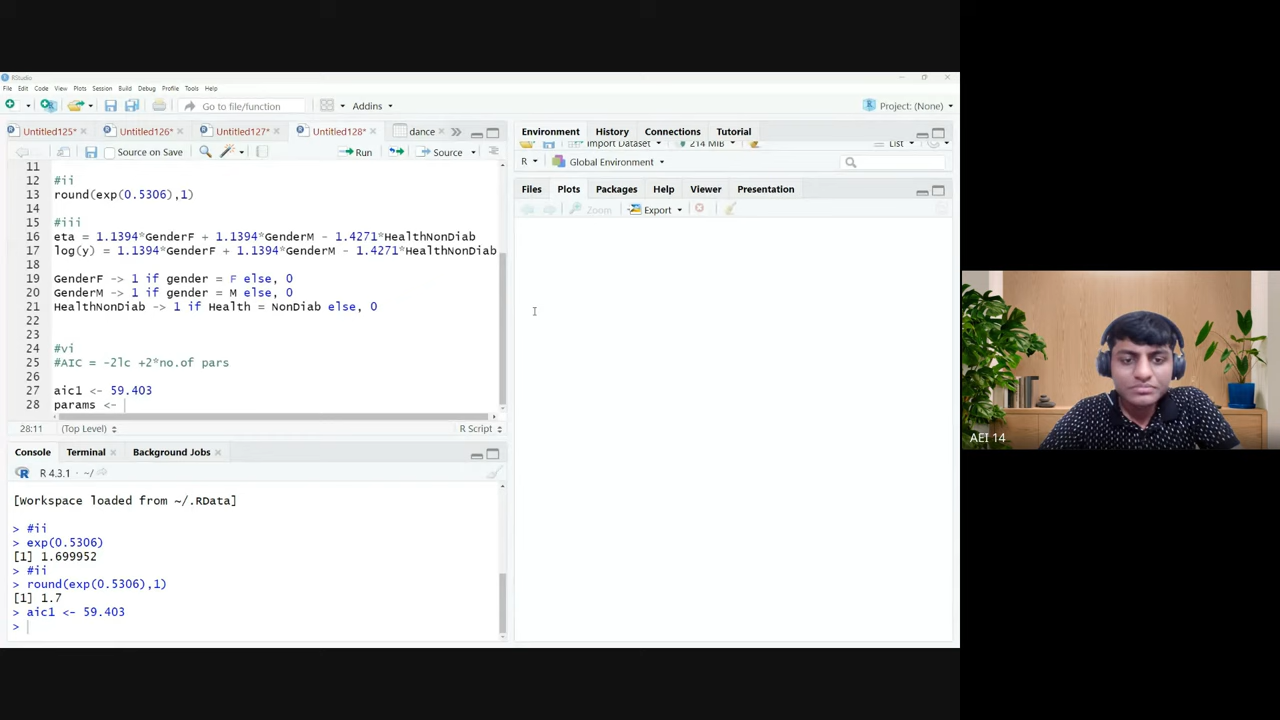 RStudio
File Edit Code View Plots Session Build Debug Profile Tools Help
Go to file/function
Addins
Project: (None)
Untitled125*
Untitled126*
Untitled127*
Untitled128*
dance
Source on Save
Run
Source
11
12 #ii
13 round(exp(0.5306),1)
14
15 #iii
16 eta = 1.1394*GenderF + 1.1394*GenderM - 1.4271*HealthNonDiab
17 log(y) = 1.1394*GenderF + 1.1394*GenderM - 1.4271*HealthNonDiab
18
19 GenderF -> 1 if gender = F else, 0
20 GenderM -> 1 if gender = M else, 0
21 HealthNonDiab -> 1 if Health = NonDiab else, 0
22
23
24 #vi
25 #AIC = -2lc +2*no.of pars
26
27 aic1 <- 59.403
28 params <-
28:11 (Top Level) R Script
Console Terminal Background Jobs
R 4.3.1 · ~/
[Workspace loaded from ~/.RData]
> #ii
> exp(0.5306)
[1] 1.699952
> #ii
> round(exp(0.5306),1)
[1] 1.7
> aic1 <- 59.403
>
Environment History Connections Tutorial
Import Dataset 214 MiB List
R Global Environment
Files Plots Packages Help Viewer Presentation
Zoom Export
AEI 14